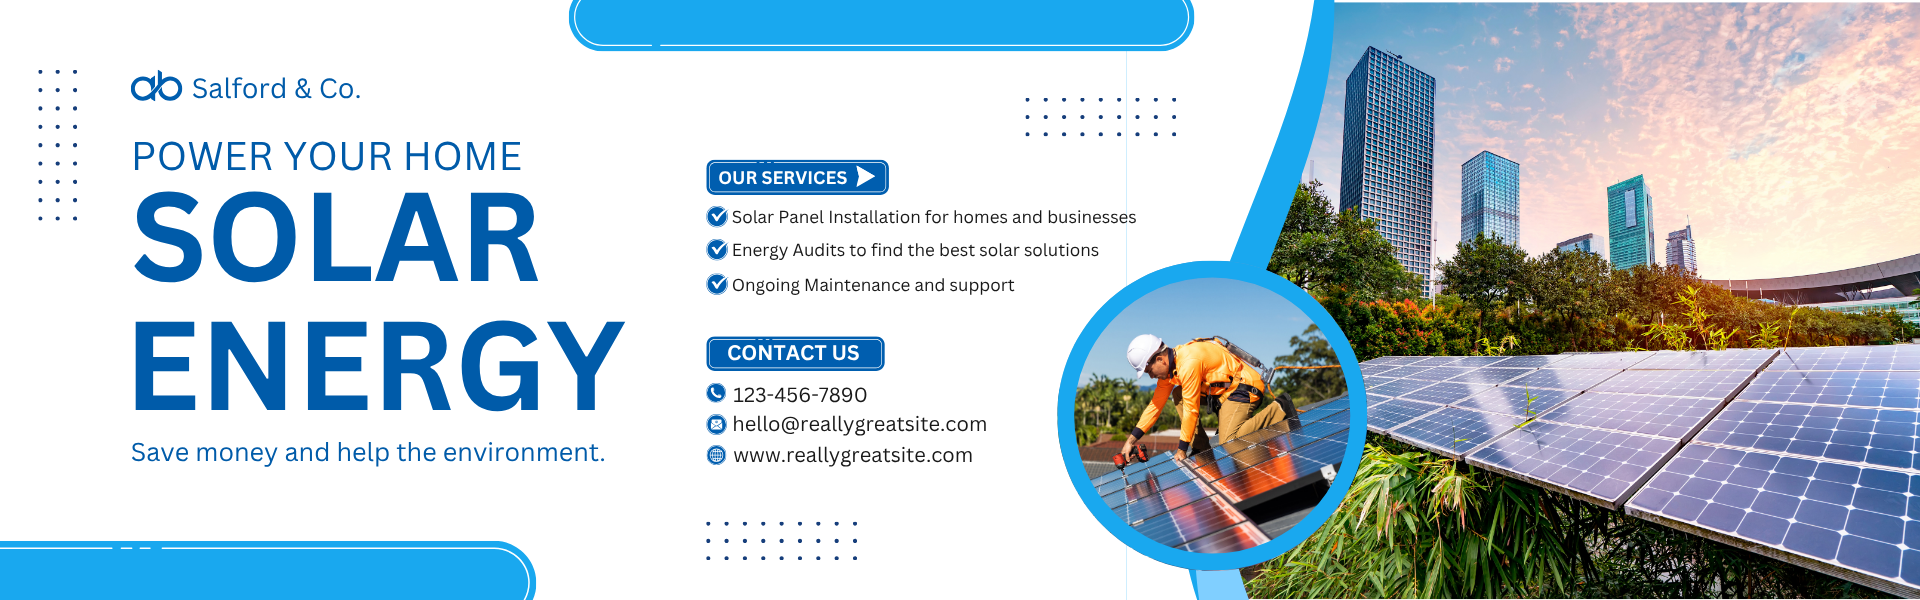 Salford & Co.
POWER YOUR HOME
SOLAR
ENERGY
Save money and help the environment.
OUR SERVICES
Solar Panel Installation for homes and businesses
Energy Audits to find the best solar solutions
Ongoing Maintenance and support
CONTACT US
123-456-7890
hello@reallygreatsite.com
www.reallygreatsite.com